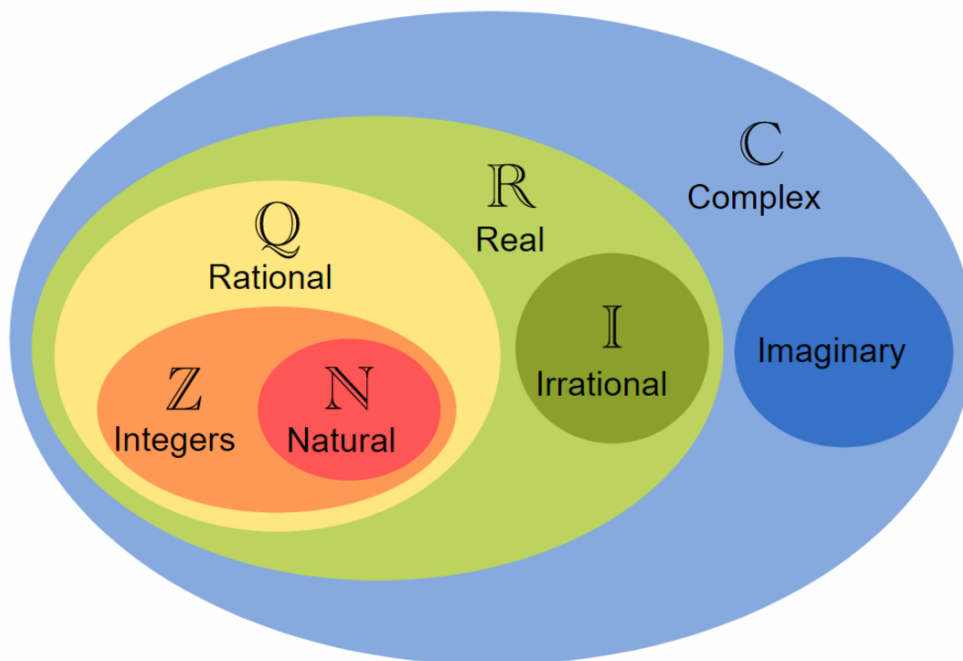 ℂ
Complex
ℝ
Real
ℚ
Rational
𝕀
Irrational
Imaginary
ℤ
Integers
ℕ
Natural